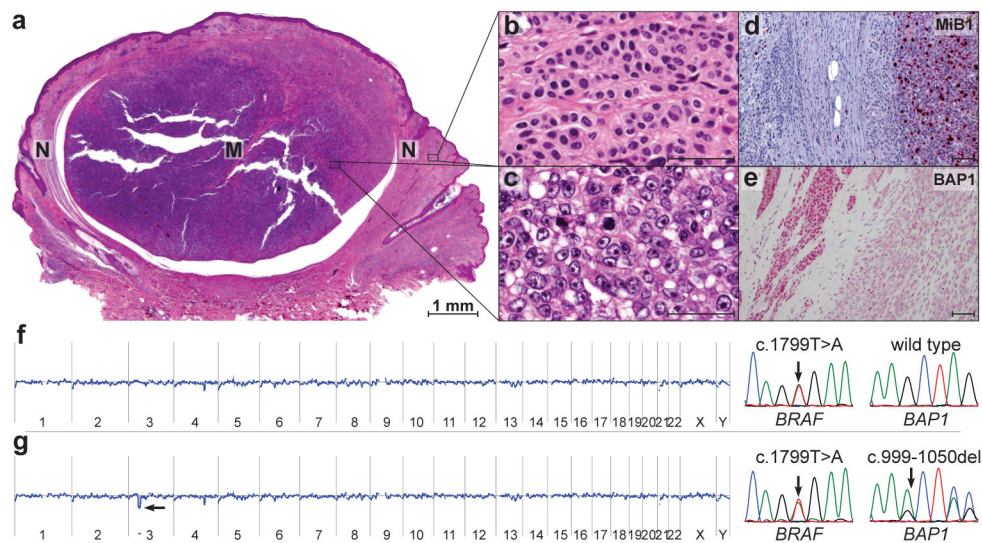 a
N
M
N
1 mm
b
c
d
MiB1
e
BAP1
f
1 2 3 4 5 6 7 8 9 10 11 12 13 14 15 16 17 18 19 20 21 22 X Y
c.1799T>A
wild type
BRAF
BAP1
g
1 2 - 3 4 5 6 7 8 9 10 11 12 13 14 15 16 17 18 19 20 21 22 X Y
c.1799T>A
c.999-1050del
BRAF
BAP1